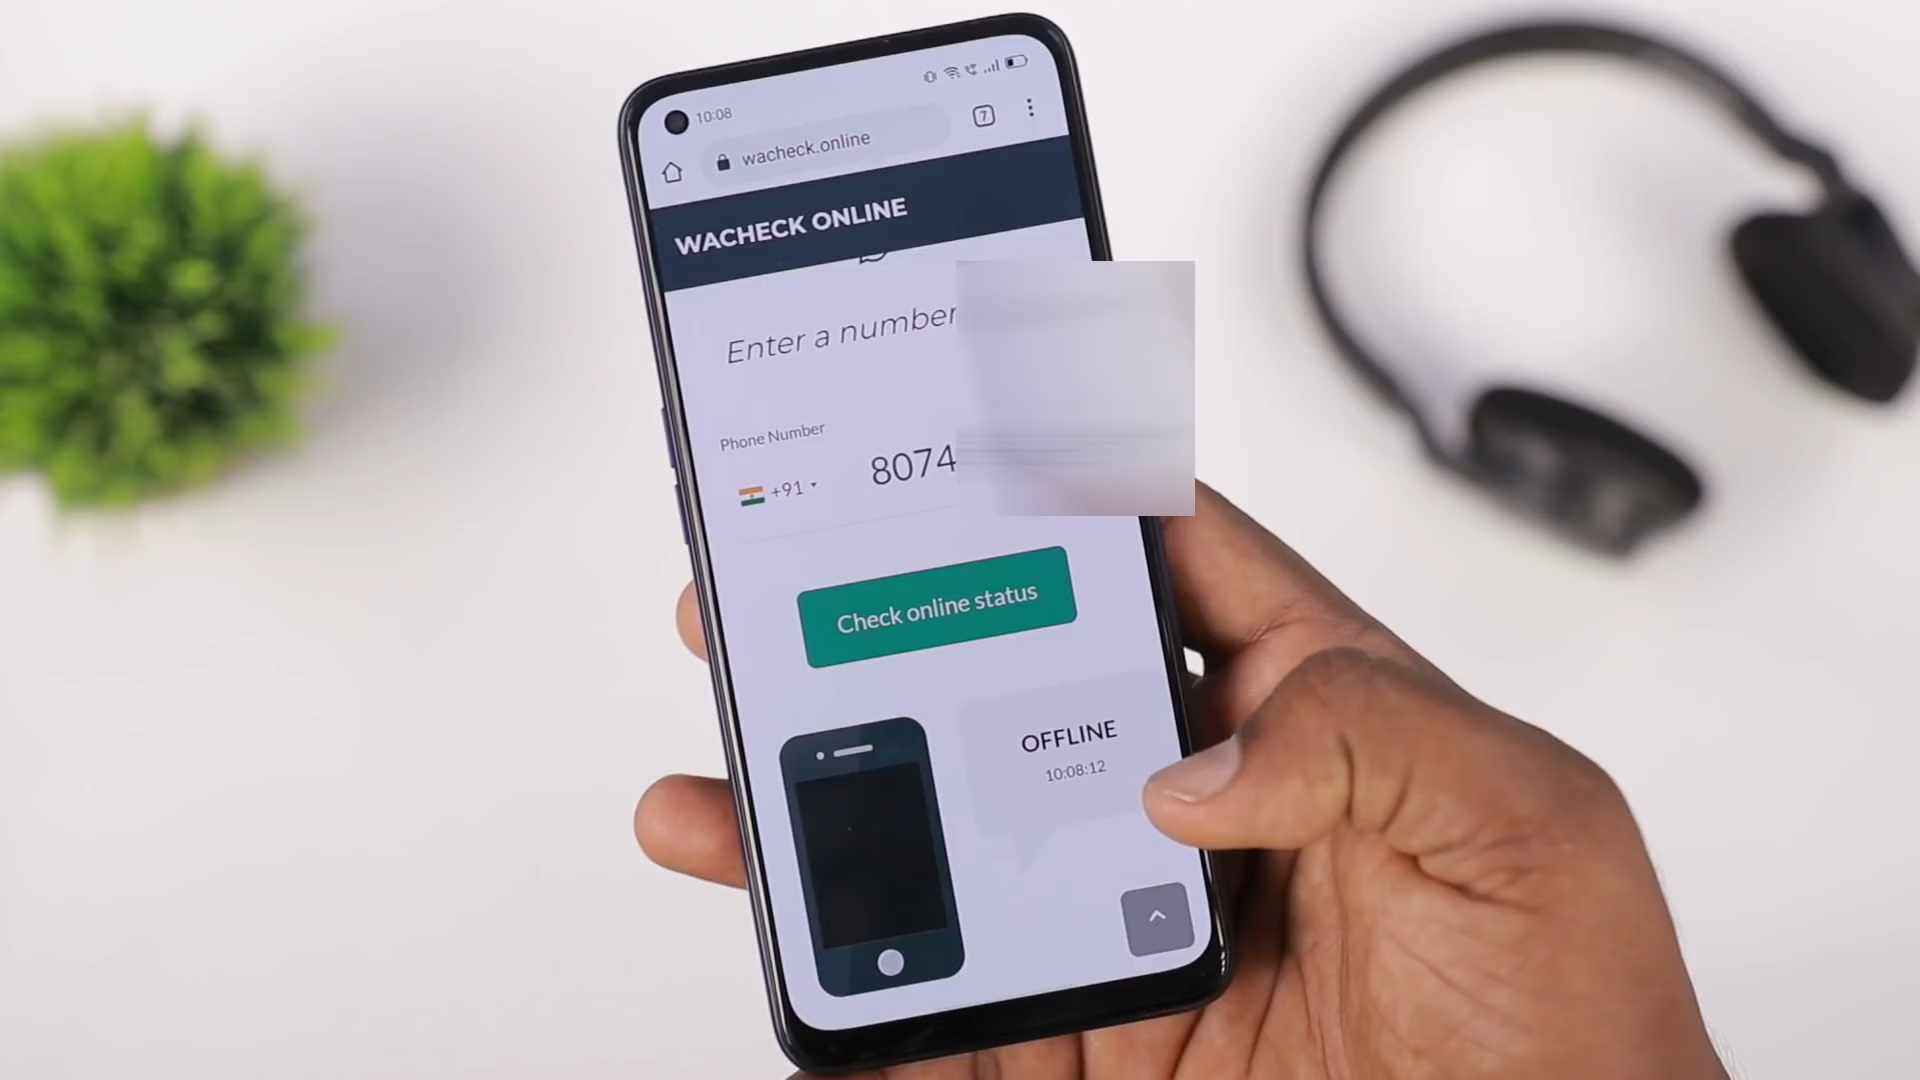 10:08
7
wacheck.online
WACHECK ONLINE
Enter a number
Phone Number
+91
8074
Check online status
OFFLINE
10:08:12